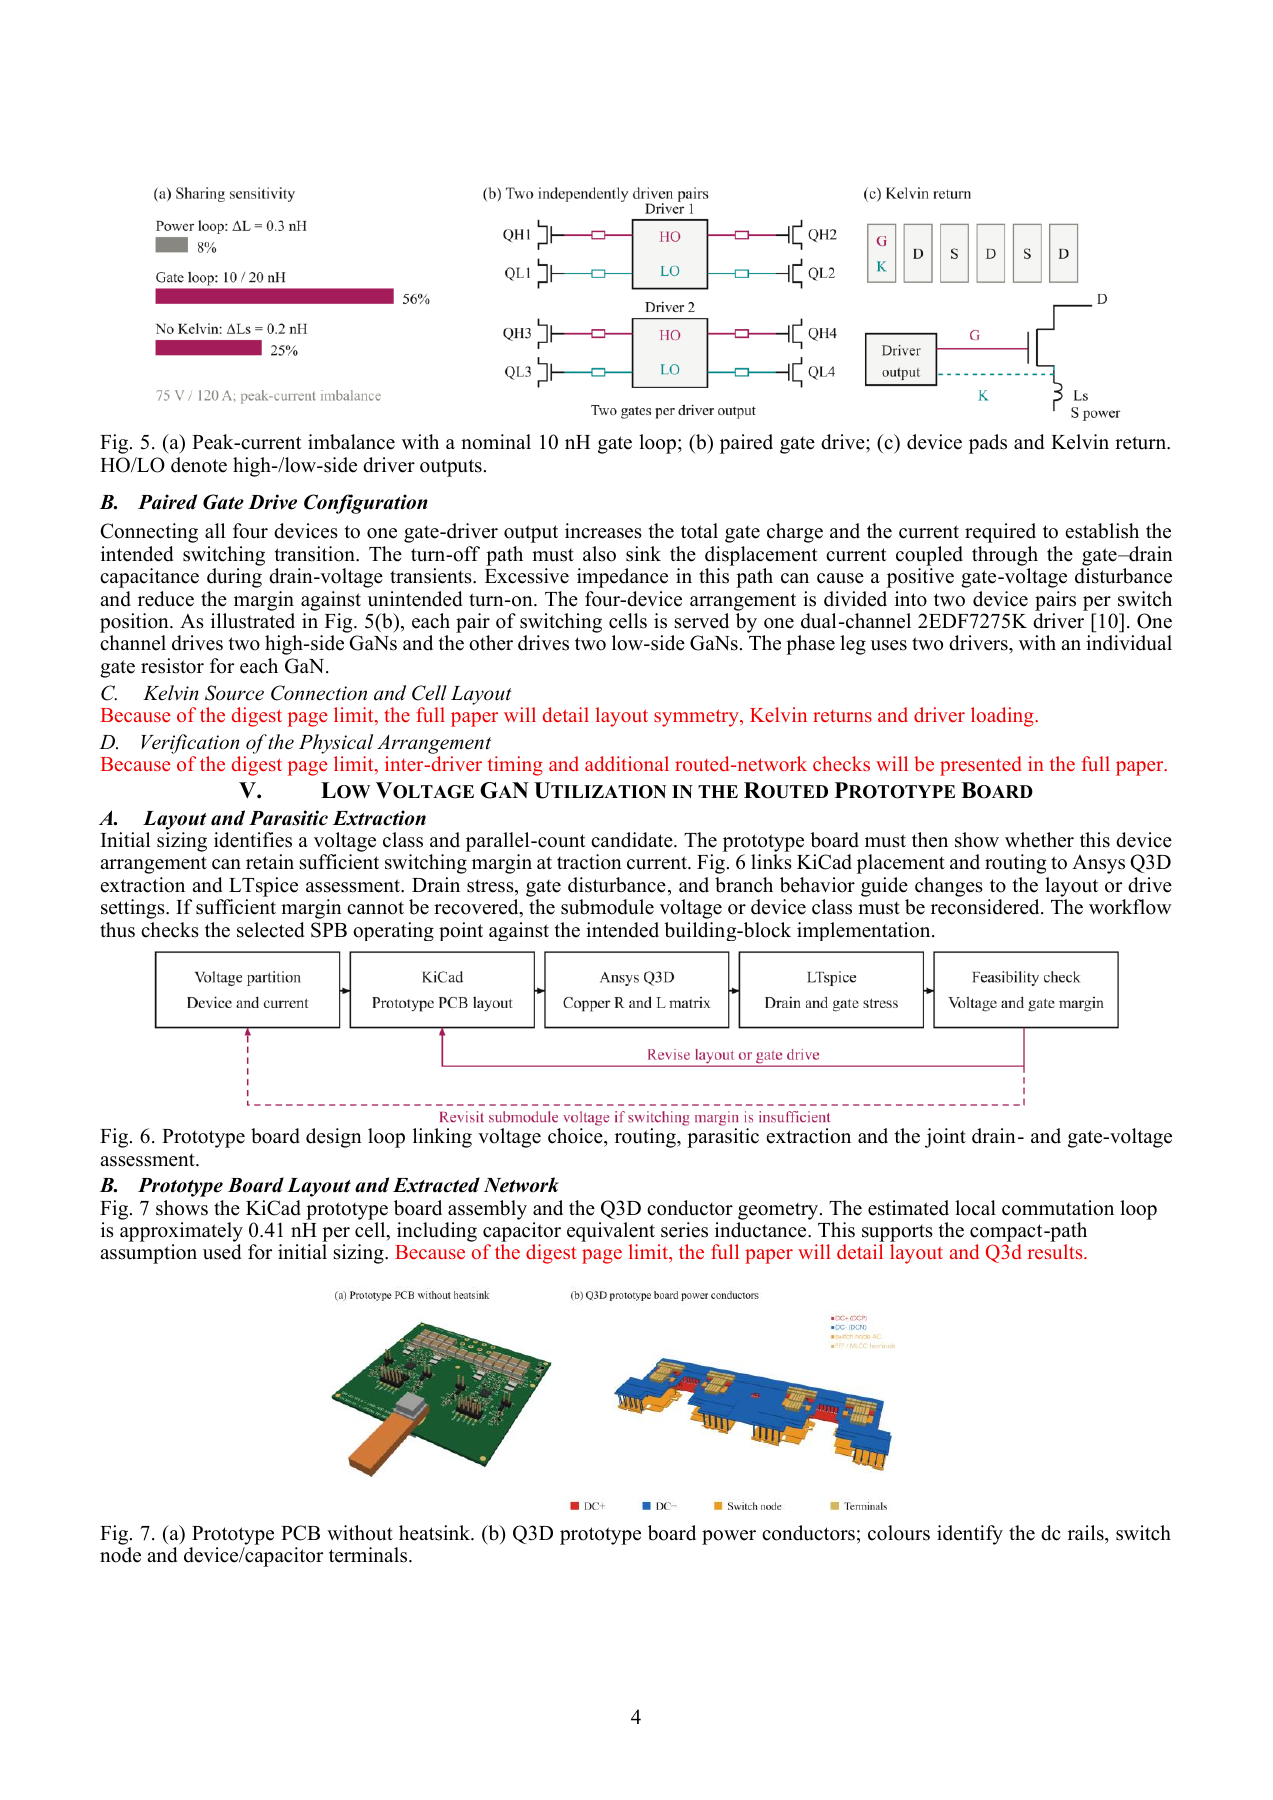 (a) Sharing sensitivity
Power loop: ΔL = 0.3 nH
8%
Gate loop: 10 / 20 nH
56%
No Kelvin: ΔLs = 0.2 nH
25%
75 V / 120 A; peak-current imbalance
(b) Two independently driven pairs
Driver 1
QH1 HO QH2
QL1 LO QL2
Driver 2
QH3 HO QH4
QL3 LO QL4
Two gates per driver output
(c) Kelvin return
G
K
D S D S D
D
Driver
output
G
K
Ls
S power
Fig. 5. (a) Peak-current imbalance with a nominal 10 nH gate loop; (b) paired gate drive; (c) device pads and Kelvin return.
HO/LO denote high-/low-side driver outputs.
B. Paired Gate Drive Configuration
Connecting all four devices to one gate-driver output increases the total gate charge and the current required to establish the
intended switching transition. The turn-off path must also sink the displacement current coupled through the gate–drain
capacitance during drain-voltage transients. Excessive impedance in this path can cause a positive gate-voltage disturbance
and reduce the margin against unintended turn-on. The four-device arrangement is divided into two device pairs per switch
position. As illustrated in Fig. 5(b), each pair of switching cells is served by one dual-channel 2EDF7275K driver [10]. One
channel drives two high-side GaNs and the other drives two low-side GaNs. The phase leg uses two drivers, with an individual
gate resistor for each GaN.
C. Kelvin Source Connection and Cell Layout
Because of the digest page limit, the full paper will detail layout symmetry, Kelvin returns and driver loading.
D. Verification of the Physical Arrangement
Because of the digest page limit, inter-driver timing and additional routed-network checks will be presented in the full paper.
V. LOW VOLTAGE GAN UTILIZATION IN THE ROUTED PROTOTYPE BOARD
A. Layout and Parasitic Extraction
Initial sizing identifies a voltage class and parallel-count candidate. The prototype board must then show whether this device
arrangement can retain sufficient switching margin at traction current. Fig. 6 links KiCad placement and routing to Ansys Q3D
extraction and LTspice assessment. Drain stress, gate disturbance, and branch behavior guide changes to the layout or drive
settings. If sufficient margin cannot be recovered, the submodule voltage or device class must be reconsidered. The workflow
thus checks the selected SPB operating point against the intended building-block implementation.
Voltage partition
Device and current
KiCad
Prototype PCB layout
Ansys Q3D
Copper R and L matrix
LTspice
Drain and gate stress
Feasibility check
Voltage and gate margin
Revise layout or gate drive
Revisit submodule voltage if switching margin is insufficient
Fig. 6. Prototype board design loop linking voltage choice, routing, parasitic extraction and the joint drain- and gate-voltage
assessment.
B. Prototype Board Layout and Extracted Network
Fig. 7 shows the KiCad prototype board assembly and the Q3D conductor geometry. The estimated local commutation loop
is approximately 0.41 nH per cell, including capacitor equivalent series inductance. This supports the compact-path
assumption used for initial sizing. Because of the digest page limit, the full paper will detail layout and Q3d results.
(a) Prototype PCB without heatsink
(b) Q3D prototype board power conductors
DC+ (DCP)
DC- (DCN)
Switch node AC
DC+
DC−
Switch node
Terminals
Fig. 7. (a) Prototype PCB without heatsink. (b) Q3D prototype board power conductors; colours identify the dc rails, switch
node and device/capacitor terminals.
4